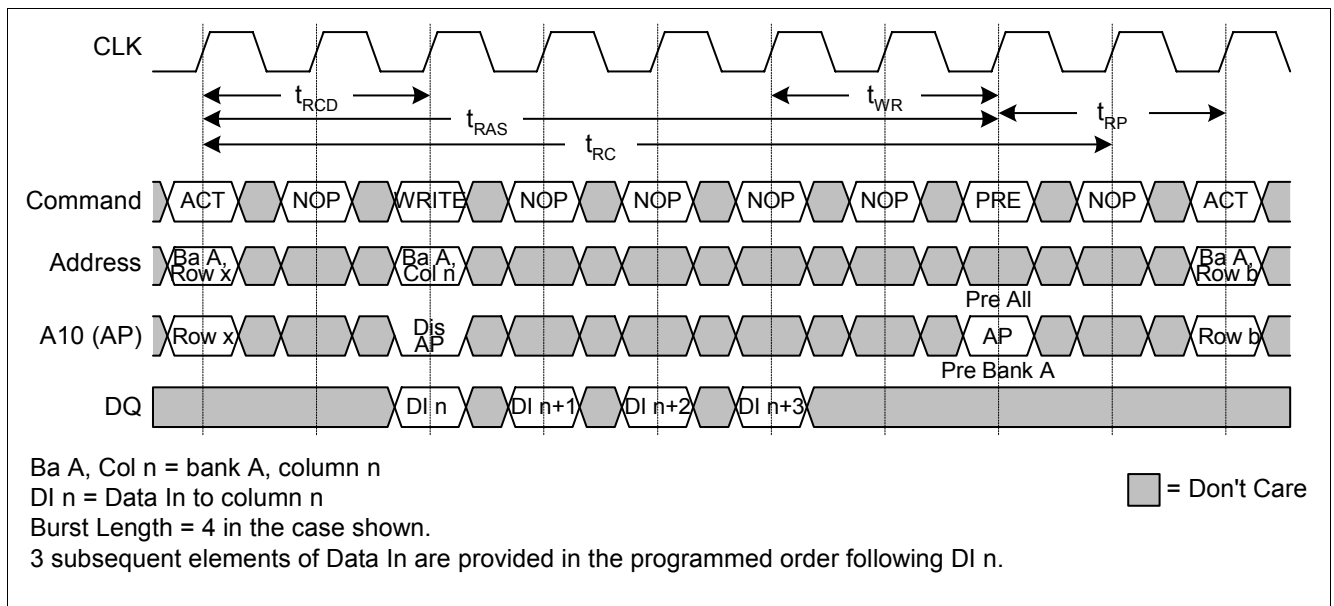 CLK
tRCD
tWR
tRAS
tRP
tRC
Command ACT NOP WRITE NOP NOP NOP NOP PRE NOP ACT
Address Ba A, Row x Ba A, Col n Ba A, Row b
Pre All
A10 (AP) Row x Dis AP AP Row b
Pre Bank A
DQ DI n DI n+1 DI n+2 DI n+3
Ba A, Col n = bank A, column n
DI n = Data In to column n
= Don't Care
Burst Length = 4 in the case shown.
3 subsequent elements of Data In are provided in the programmed order following DI n.